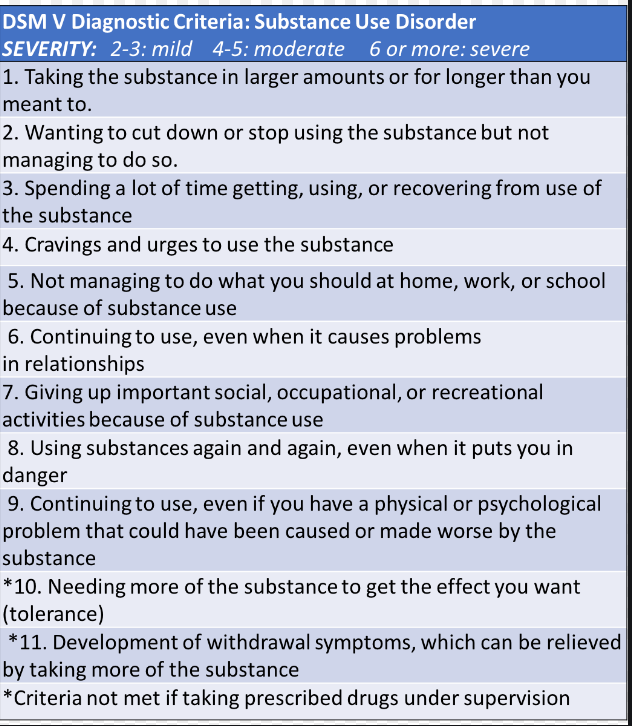 DSM V Diagnostic Criteria: Substance Use Disorder
SEVERITY: 2-3: mild 4-5: moderate 6 or more: severe
1. Taking the substance in larger amounts or for longer than you
meant to.
2. Wanting to cut down or stop using the substance but not
managing to do so.
3. Spending a lot of time getting, using, or recovering from use of
the substance
4. Cravings and urges to use the substance
5. Not managing to do what you should at home, work, or school
because of substance use
6. Continuing to use, even when it causes problems
in relationships
7. Giving up important social, occupational, or recreational
activities because of substance use
8. Using substances again and again, even when it puts you in
danger
9. Continuing to use, even if you have a physical or psychological
problem that could have been caused or made worse by the
substance
*10. Needing more of the substance to get the effect you want
(tolerance)
*11. Development of withdrawal symptoms, which can be relieved
by taking more of the substance
*Criteria not met if taking prescribed drugs under supervision